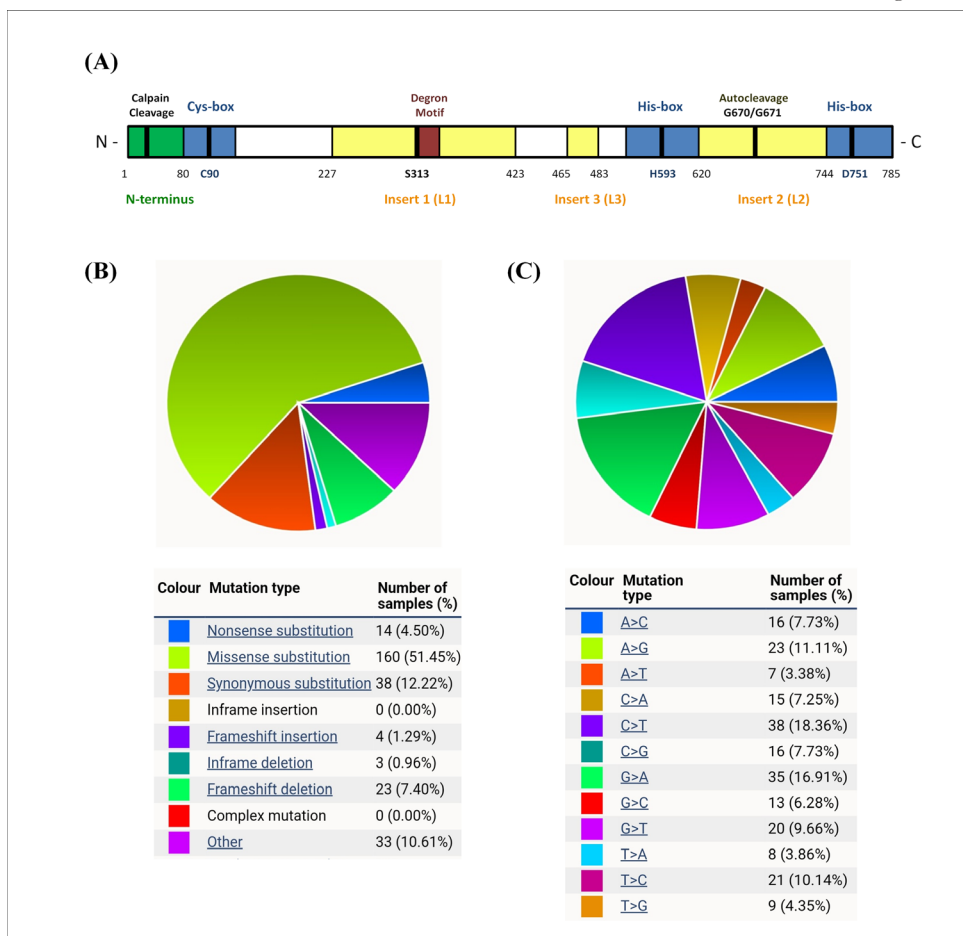 (A)
Calpain
Cleavage
Cys-box
Degron
Motif
His-box
Autocleavage
G670/G671
His-box
N -
- C
1 80 C90 227 S313 423 465 483 H593 620 744 D751 785
N-terminus Insert 1 (L1) Insert 3 (L3) Insert 2 (L2)
(B)
Colour Mutation type Number of
samples (%)
Nonsense substitution 14 (4.50%)
Missense substitution 160 (51.45%)
Synonymous substitution 38 (12.22%)
Inframe insertion 0 (0.00%)
Frameshift insertion 4 (1.29%)
Inframe deletion 3 (0.96%)
Frameshift deletion 23 (7.40%)
Complex mutation 0 (0.00%)
Other 33 (10.61%)
(C)
Colour Mutation Number of
type samples (%)
A>C 16 (7.73%)
A>G 23 (11.11%)
A>T 7 (3.38%)
C>A 15 (7.25%)
C>T 38 (18.36%)
C>G 16 (7.73%)
G>A 35 (16.91%)
G>C 13 (6.28%)
G>T 20 (9.66%)
T>A 8 (3.86%)
T>C 21 (10.14%)
T>G 9 (4.35%)